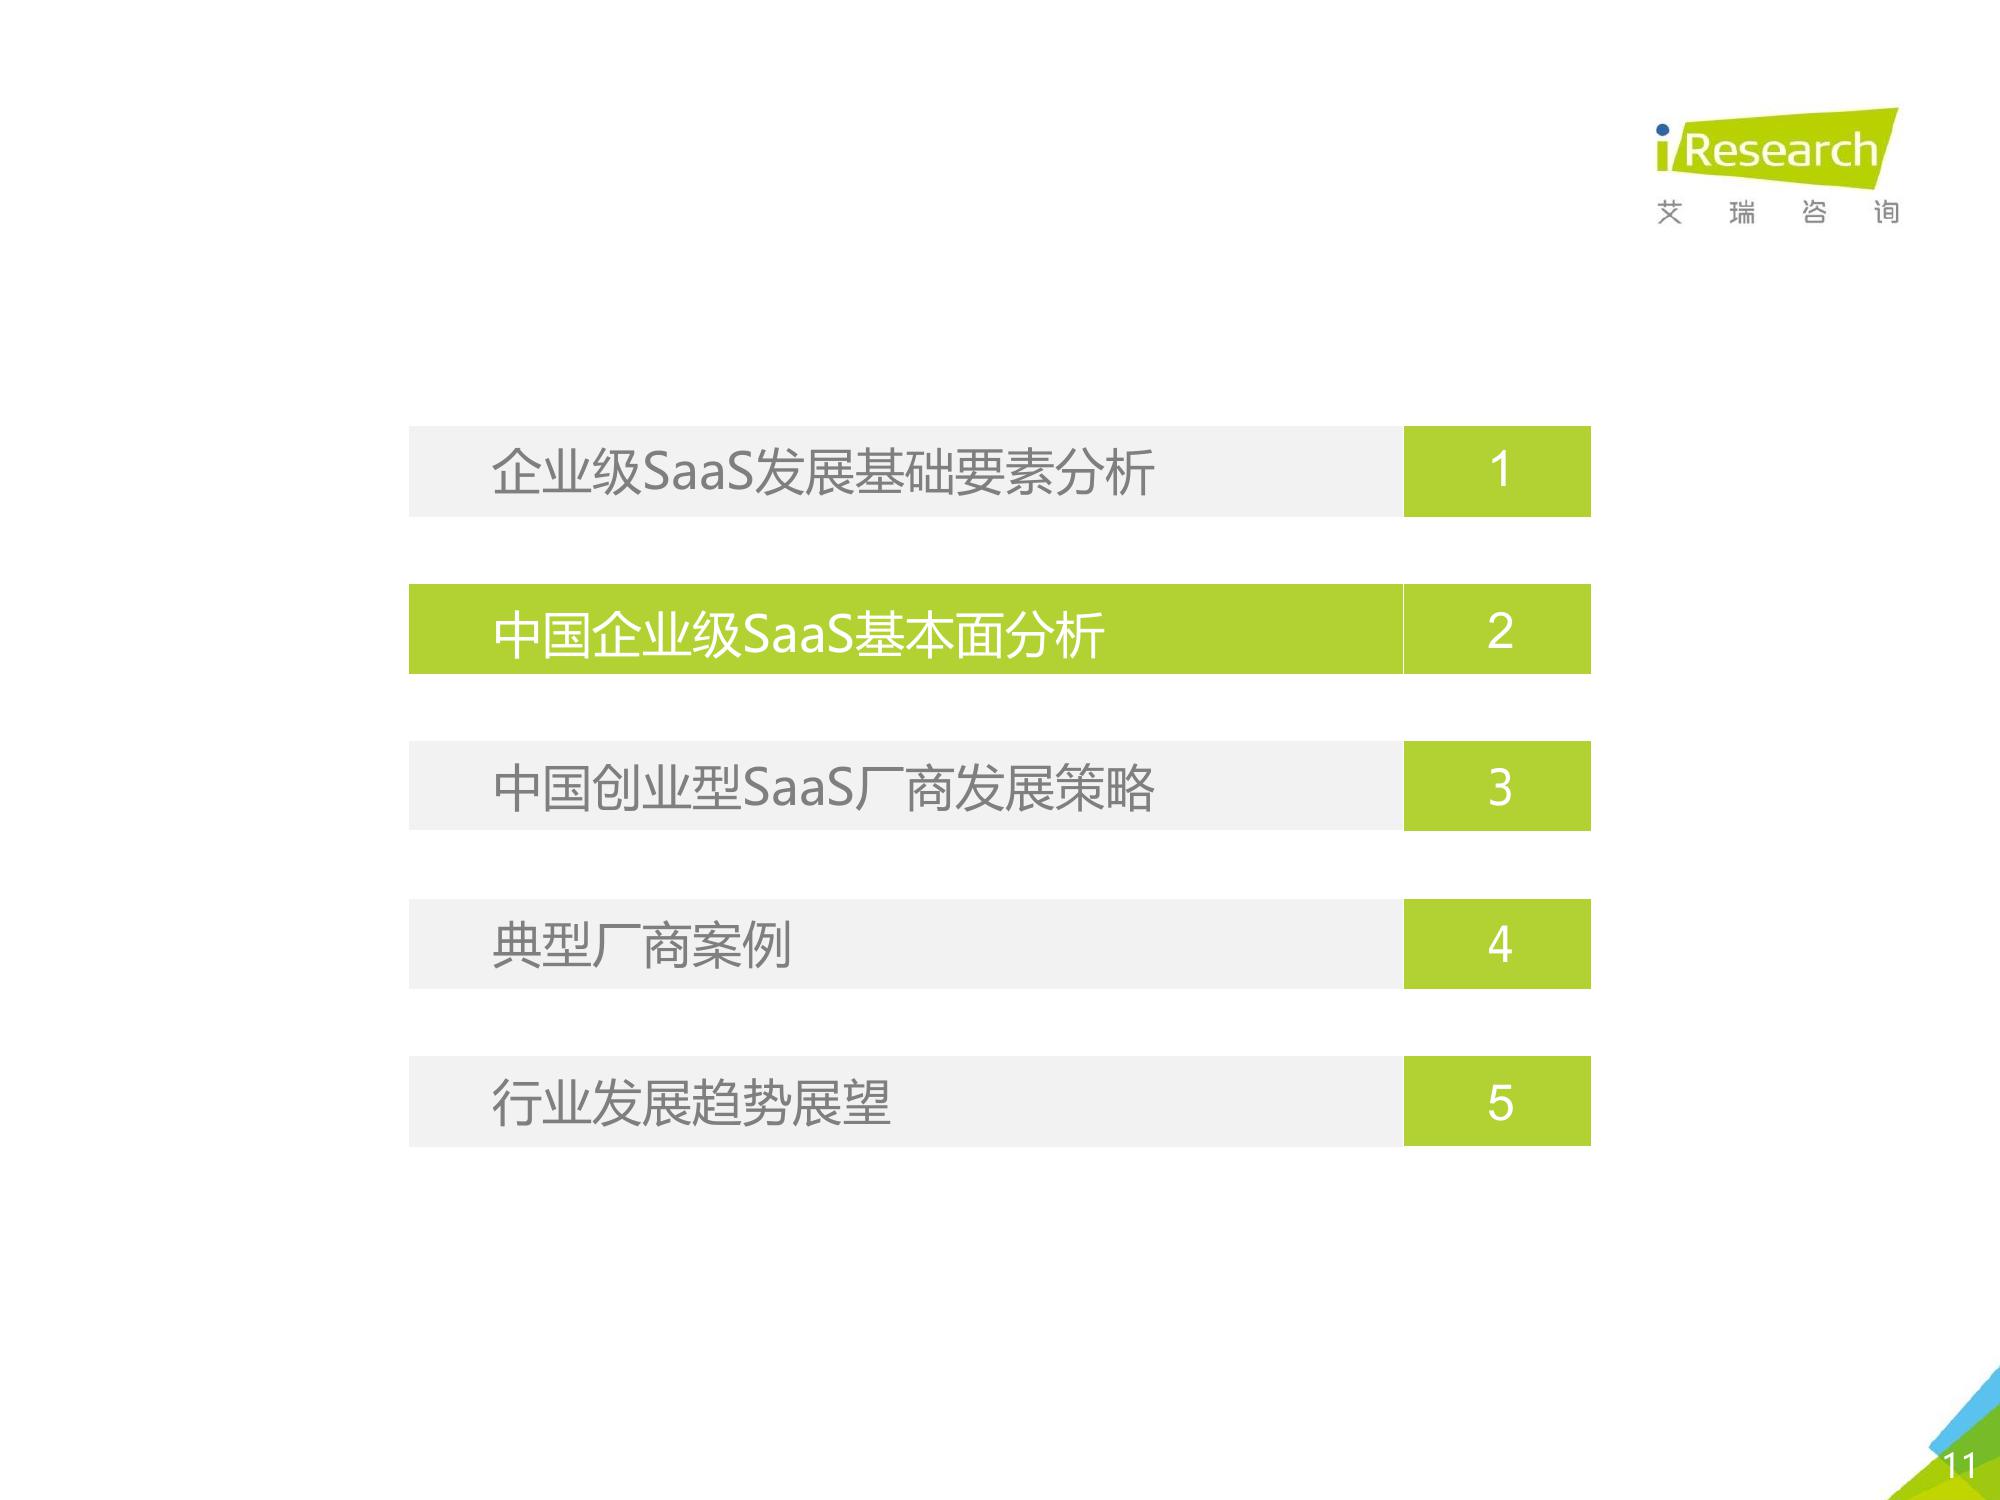 iResearch
艾瑞咨询
企业级SaaS发展基础要素分析 1
中国企业级SaaS基本面分析 2
中国创业型SaaS厂商发展策略 3
典型厂商案例 4
行业发展趋势展望 5
11